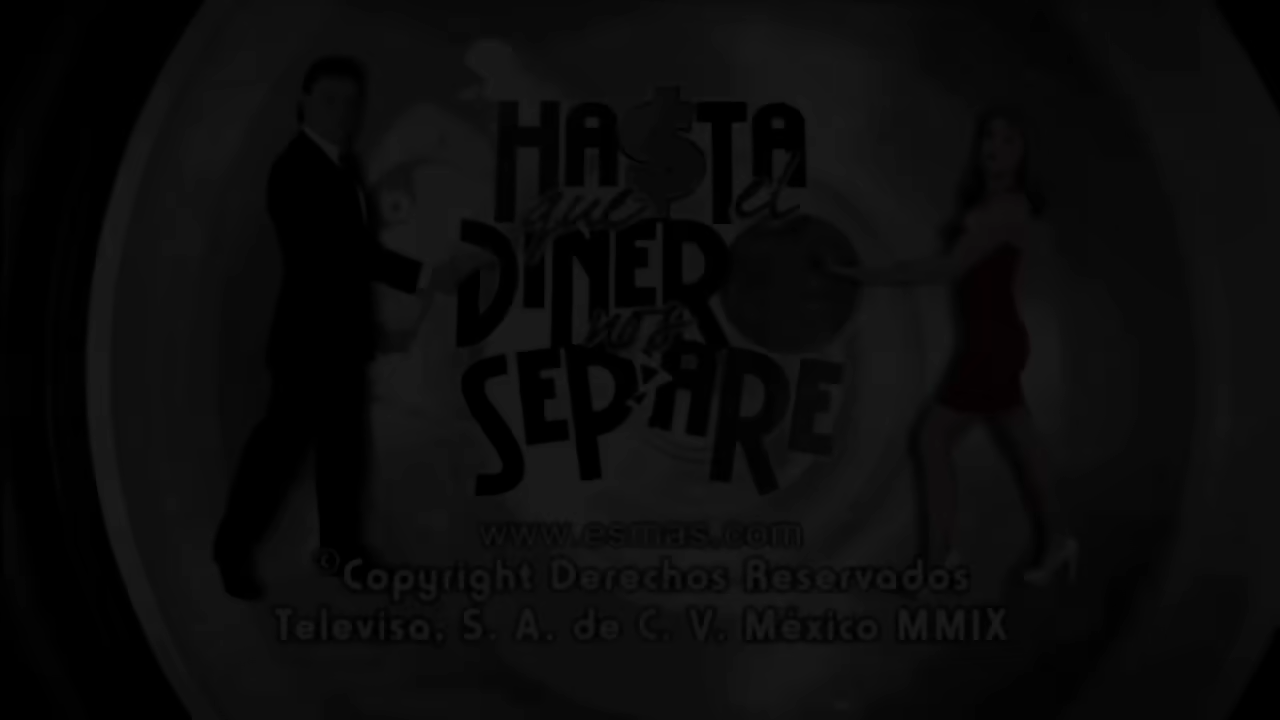 HA$TA
que el
DINERO
nos
SEPARE
www.esmas.com
©Copyright Derechos Reservados
Televisa, S. A. de C. V. México MMIX